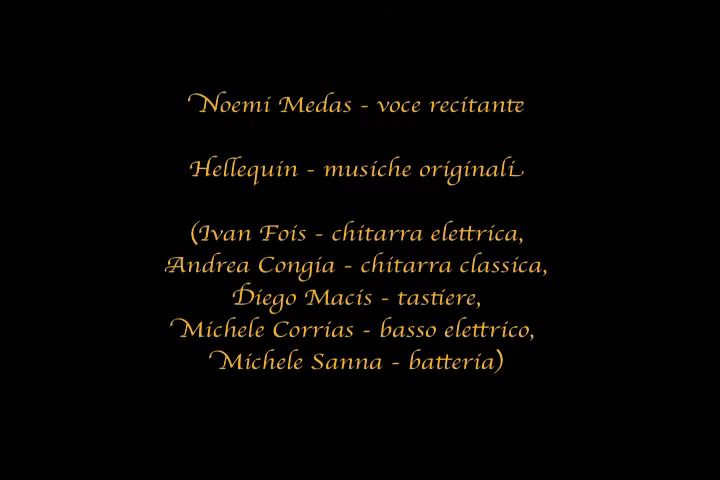 Noemi Medas - voce recitante
Hellequin - musiche originali
(Ivan Fois - chitarra elettrica,
Andrea Congia - chitarra classica,
Diego Macis - tastiere,
Michele Corrias - basso elettrico,
Michele Sanna - batteria)